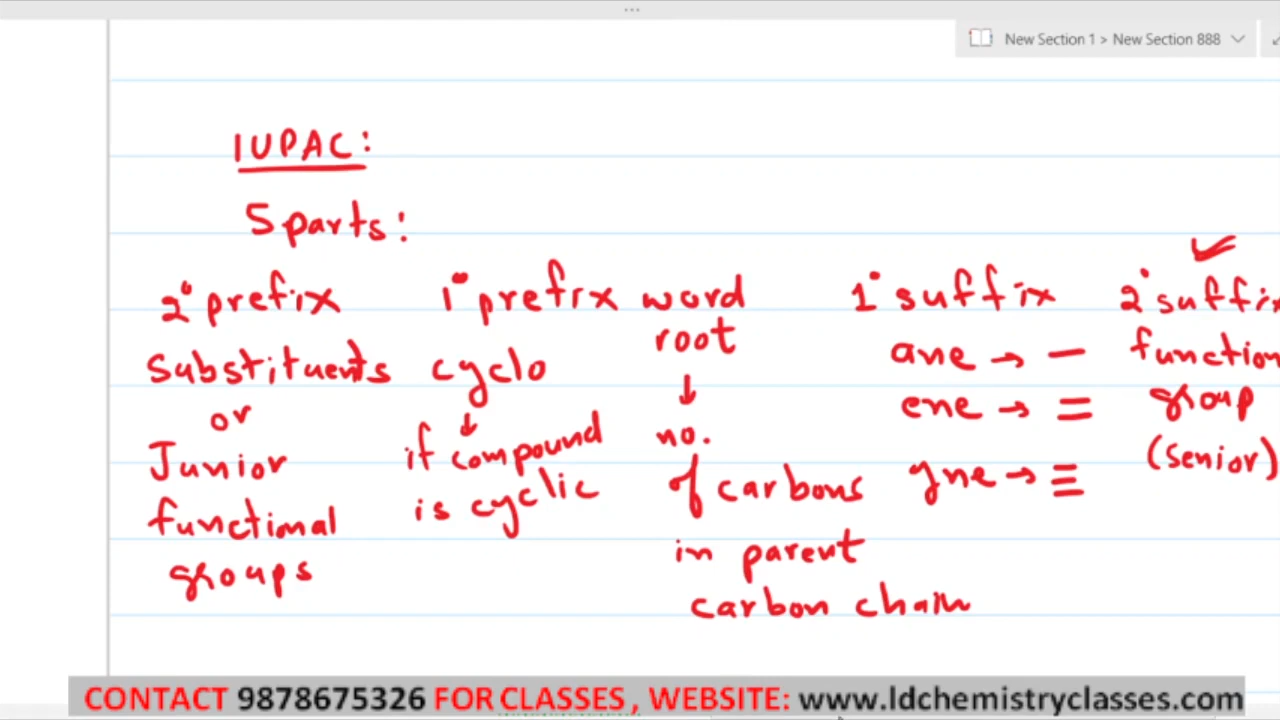 New Section 1 > New Section 888
IUPAC:
5 parts:
2° prefix 1° prefix word root 1° suffix 2° suffix
Substituents
or
Junior
functional
groups
cyclo
↓
if compound
is cyclic
↓
no.
of carbons
in parent
carbon chain
ane → —
ene → =
yne → ≡
function
group
(senior)
CONTACT 9878675326 FOR CLASSES , WEBSITE: www.ldchemistryclasses.com